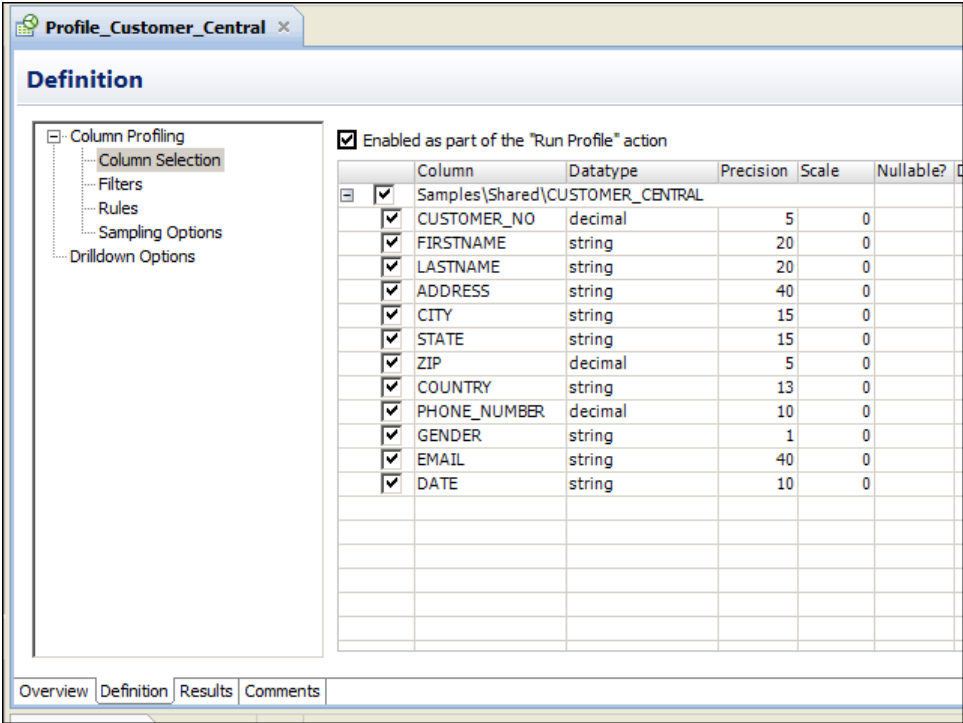 Profile_Customer_Central
Definition
Column Profiling
Column Selection
Filters
Rules
Sampling Options
Drilldown Options
Enabled as part of the "Run Profile" action
Column Datatype Precision Scale Nullable? D
Samples\Shared\CUSTOMER_CENTRAL
CUSTOMER_NO decimal 5 0
FIRSTNAME string 20 0
LASTNAME string 20 0
ADDRESS string 40 0
CITY string 15 0
STATE string 15 0
ZIP decimal 5 0
COUNTRY string 13 0
PHONE_NUMBER decimal 10 0
GENDER string 1 0
EMAIL string 40 0
DATE string 10 0
Overview Definition Results Comments